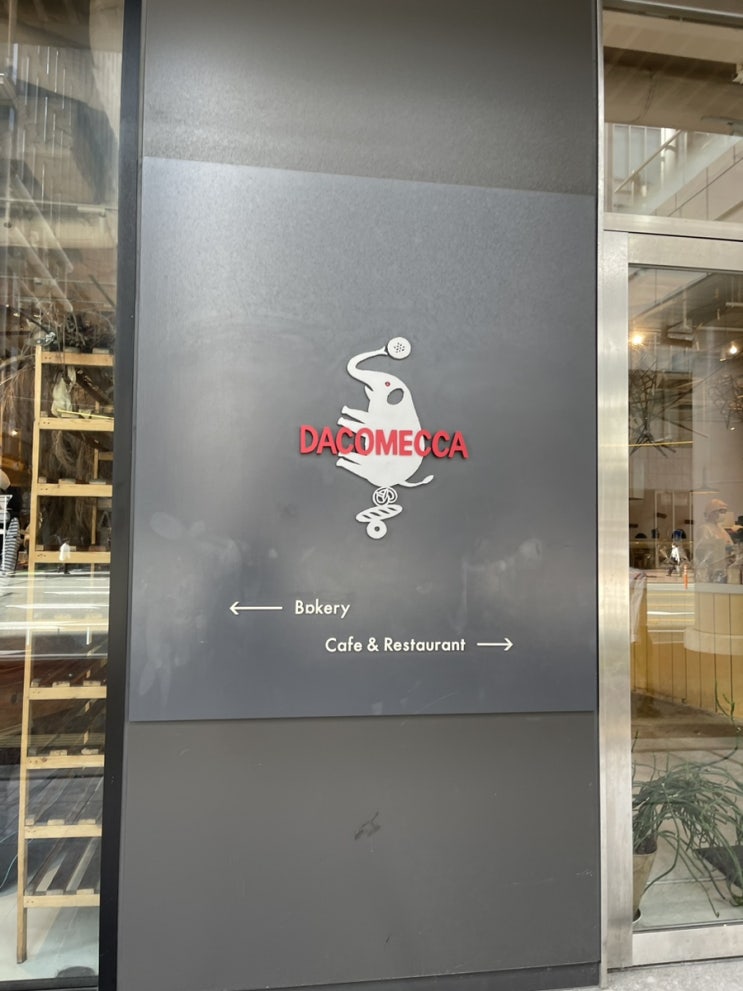 DACOMECCA
← Bakery
Cafe & Restaurant →